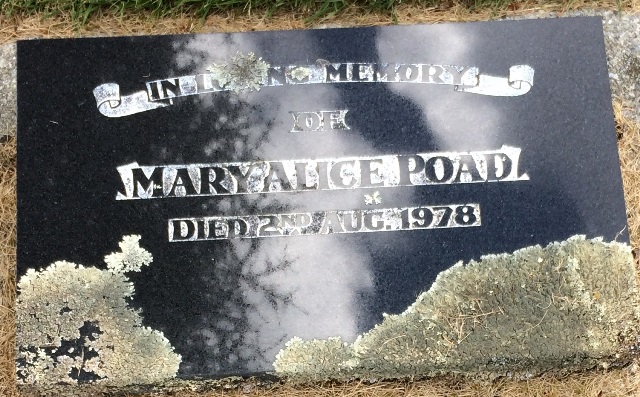 IN LOVING MEMORY
OF
MARY ALICE POAD
DIED 2ND AUG. 1978